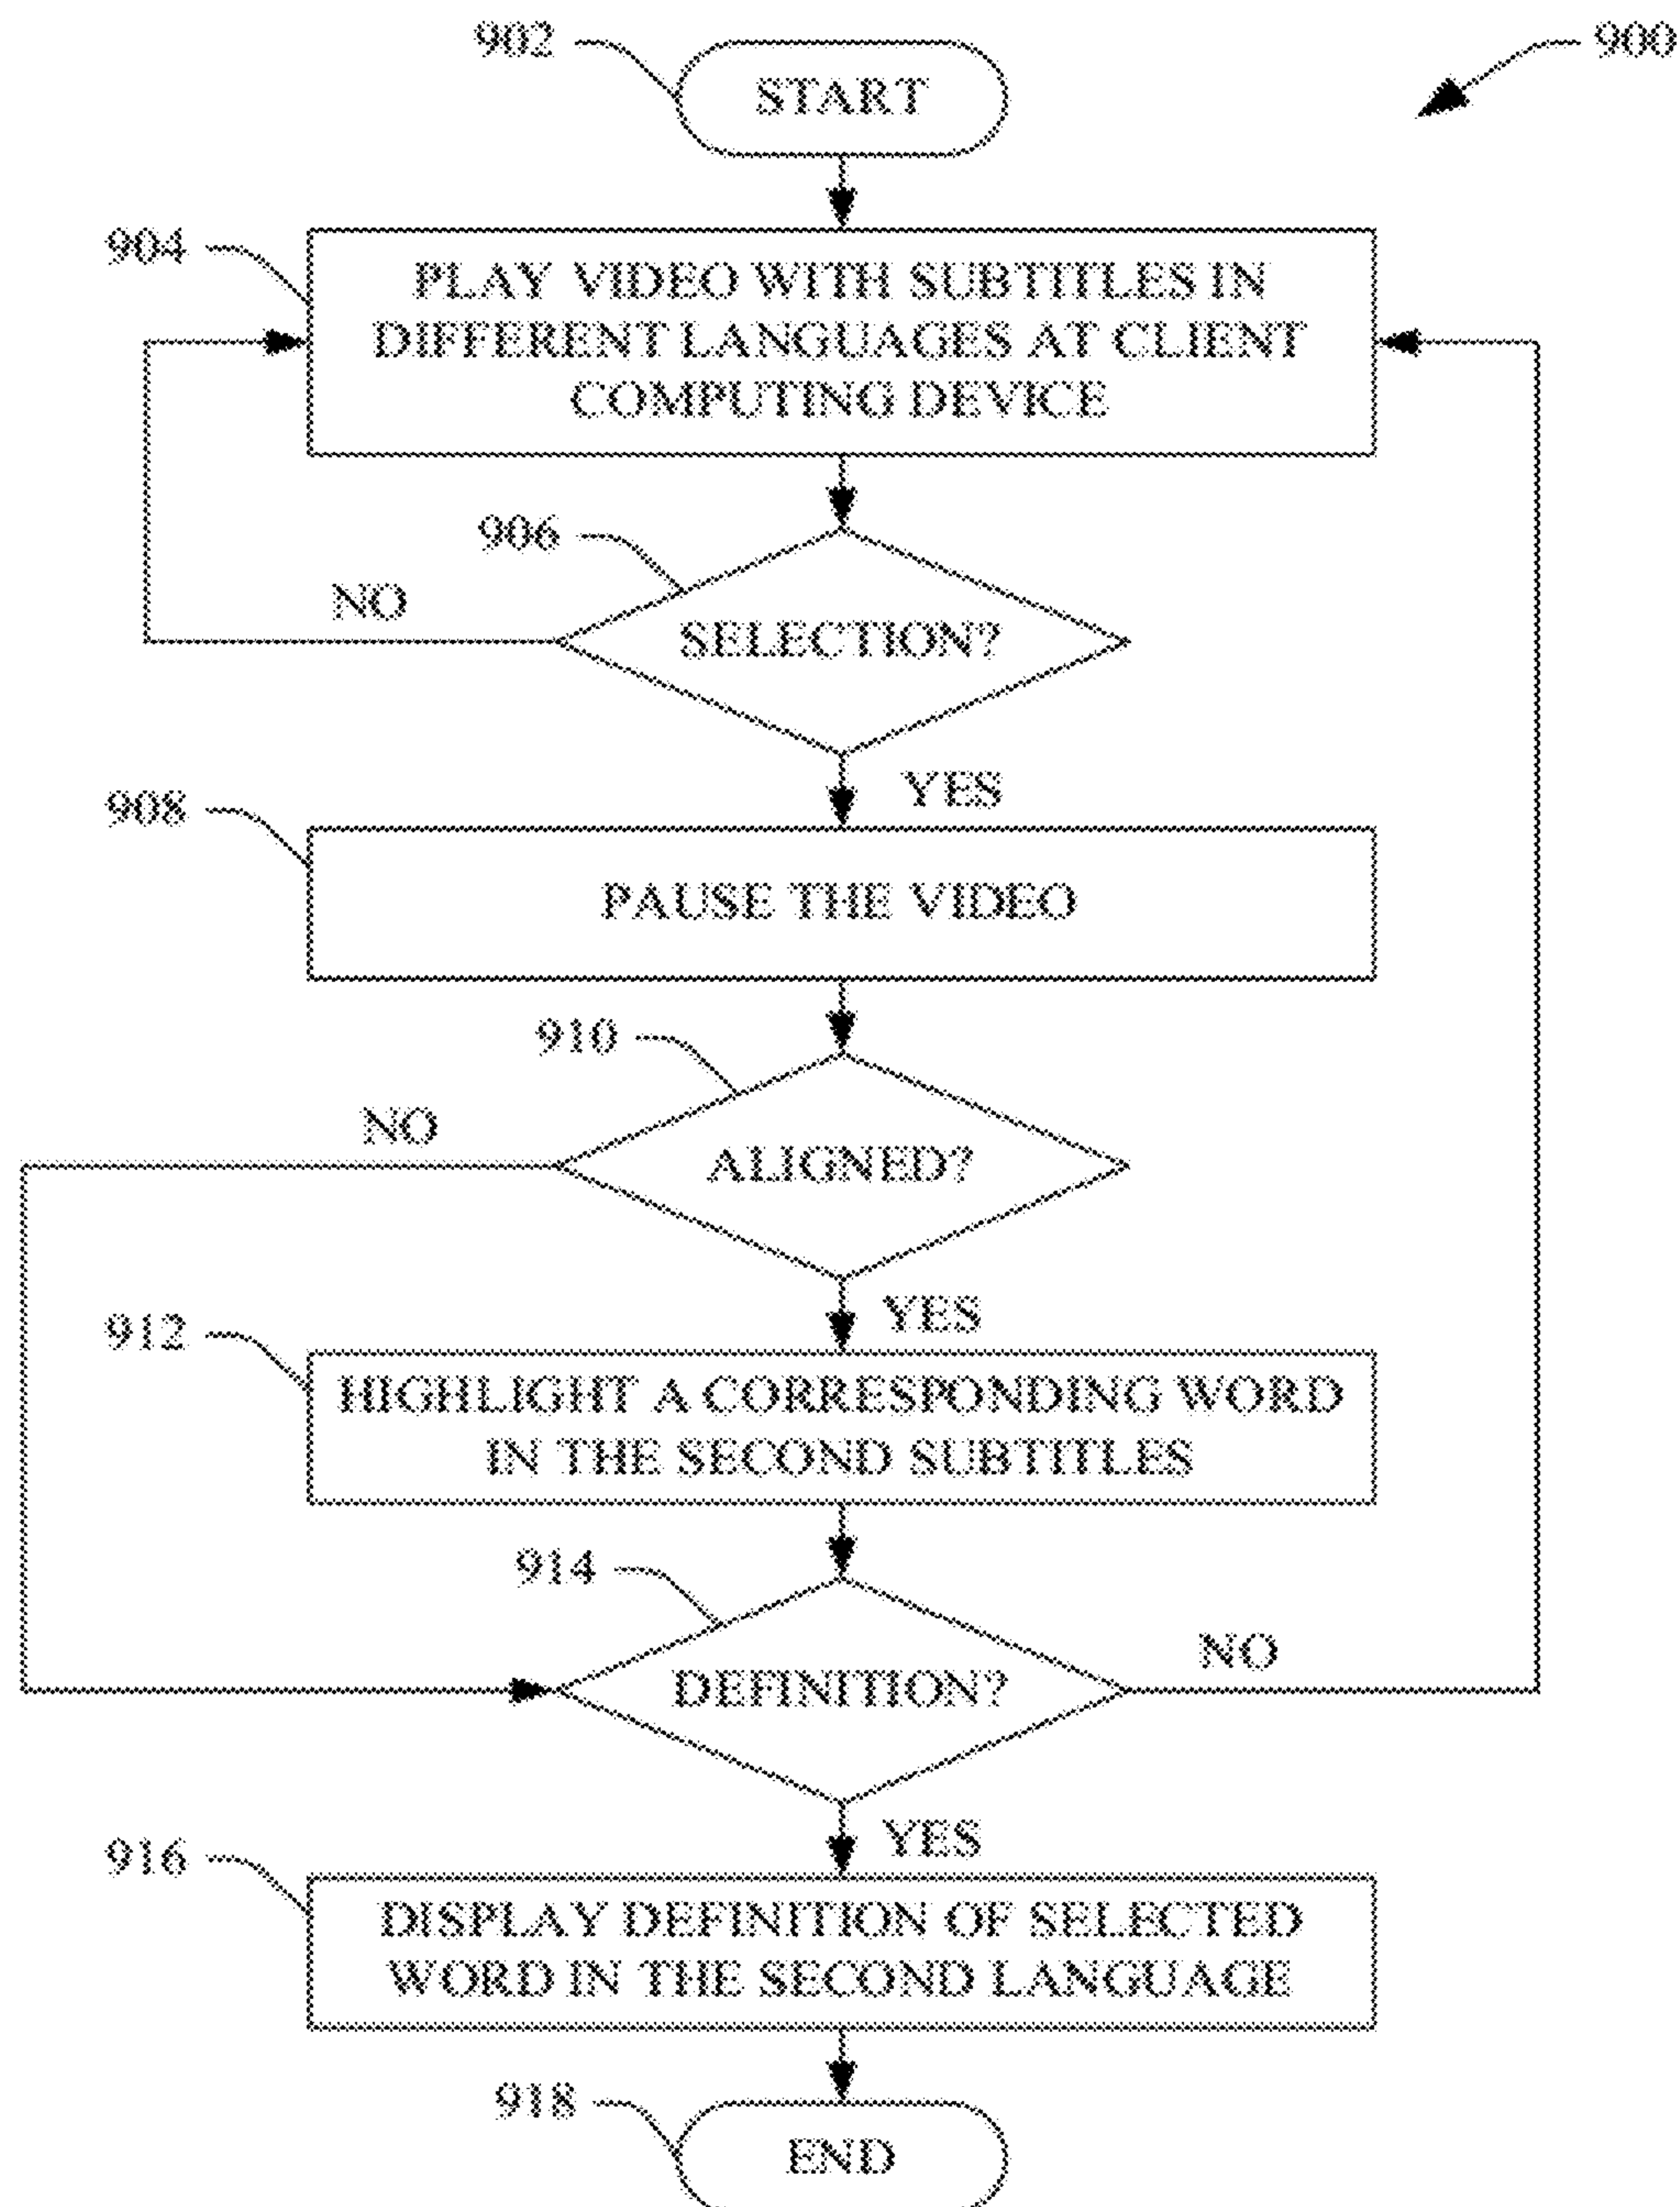 902
START
900
904
PLAY VIDEO WITH SUBTITLES IN
DIFFERENT LANGUAGES AT CLIENT
COMPUTING DEVICE
906
NO
SELECTION?
YES
908
PAUSE THE VIDEO
910
NO
ALIGNED?
YES
912
HIGHLIGHT A CORRESPONDING WORD
IN THE SECOND SUBTITLES
914
DEFINITION?
NO
YES
916
DISPLAY DEFINITION OF SELECTED
WORD IN THE SECOND LANGUAGE
918
END